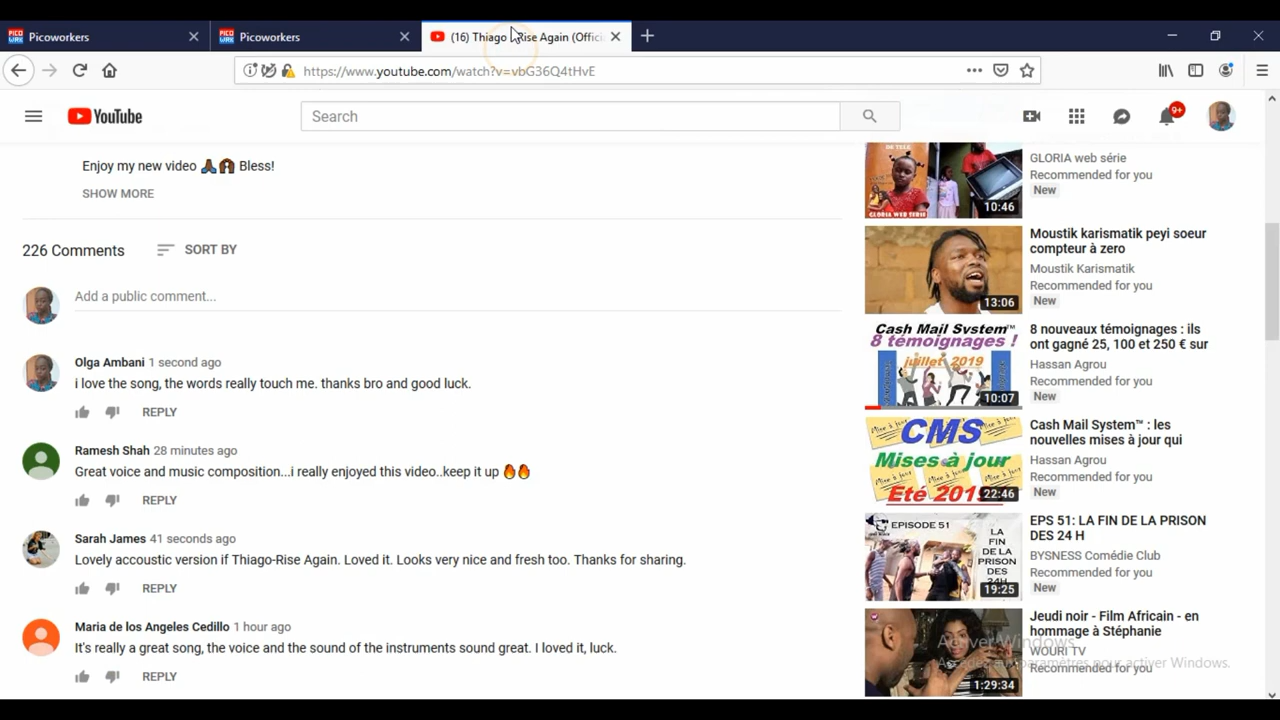 Picoworkers
Picoworkers
(16) Thiago - Rise Again (Offici
https://www.youtube.com/watch?v=vbG36Q4tHvE
YouTube
Search
9+
Enjoy my new video 🙏🏾 Bless!
SHOW MORE
226 Comments
SORT BY
Add a public comment...
Olga Ambani 1 second ago
i love the song, the words really touch me. thanks bro and good luck.
REPLY
Ramesh Shah 28 minutes ago
Great voice and music composition...i really enjoyed this video..keep it up 🔥🔥
REPLY
Sarah James 41 seconds ago
Lovely accoustic version if Thiago-Rise Again. Loved it. Looks very nice and fresh too. Thanks for sharing.
REPLY
Maria de los Angeles Cedillo 1 hour ago
It's really a great song, the voice and the sound of the instruments sound great. I loved it, luck.
REPLY
DE TELE
GLORIA WEB SERIE
10:46
GLORIA web série
Recommended for you
New
13:06
Moustik karismatik peyi soeur
compteur à zero
Moustik Karismatik
Recommended for you
New
Cash Mail System™
8 témoignages !
juillet 2019
10:07
8 nouveaux témoignages : ils
ont gagné 25, 100 et 250 € sur
Hassan Agrou
Recommended for you
New
CMS
Mises à jour
Eté 2019
22:46
Cash Mail System™ : les
nouvelles mises à jour qui
Hassan Agrou
Recommended for you
New
EPISODE 51
LA
FIN DE
LA PRISON
DES
24H
19:25
EPS 51: LA FIN DE LA PRISON
DES 24 H
BYSNESS Comédie Club
Recommended for you
New
1:29:34
Jeudi noir - Film Africain - en
hommage à Stéphanie
WOURI TV
Recommended for you
Activer Windows
Accédez aux paramètres pour activer Windows.